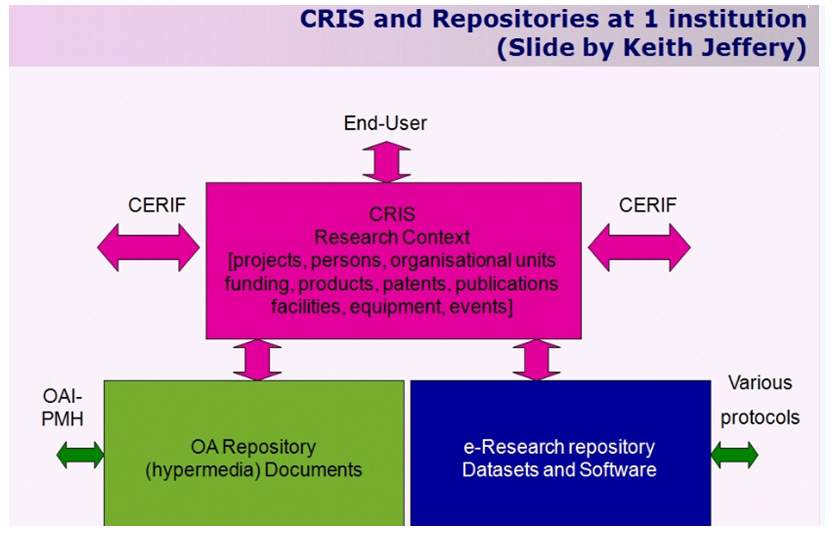 CRIS and Repositories at 1 institution
(Slide by Keith Jeffery)
End-User
CERIF
CERIF
CRIS
Research Context
[projects, persons, organisational units
funding, products, patents, publications
facilities, equipment, events]
OAI-
PMH
Various
protocols
OA Repository
(hypermedia) Documents
e-Research repository
Datasets and Software